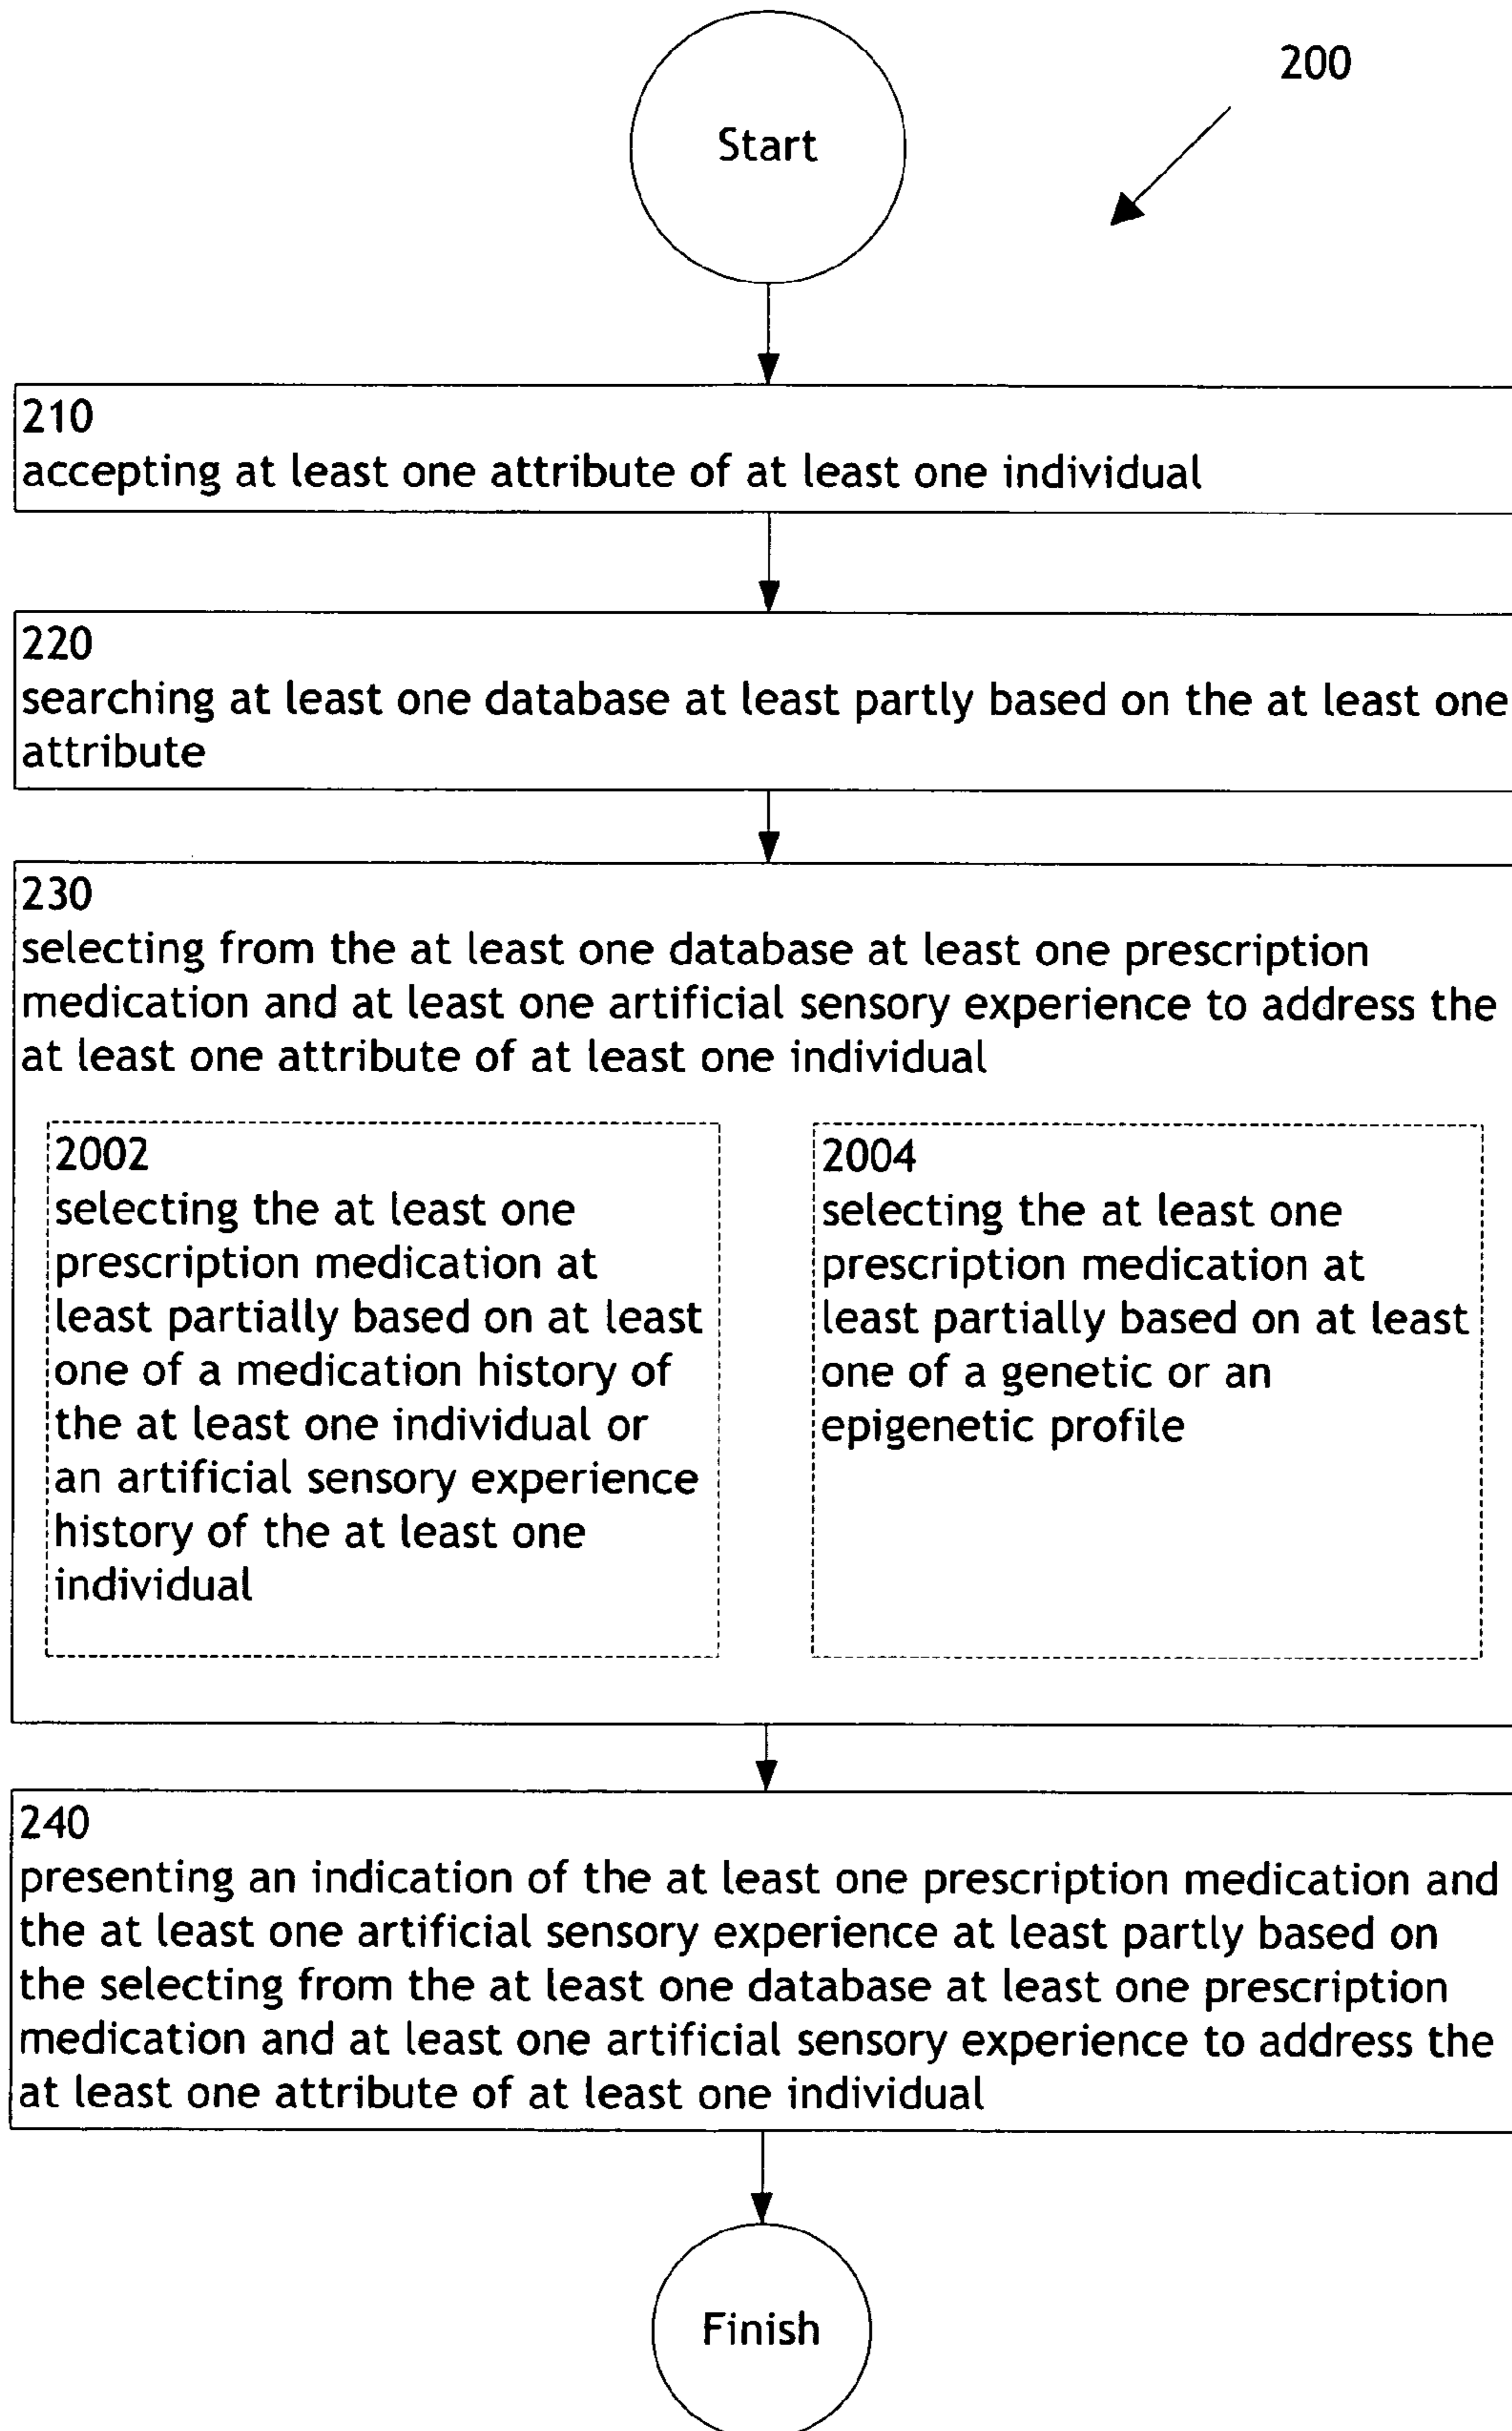 200
Start
210
accepting at least one attribute of at least one individual
220
searching at least one database at least partly based on the at least one
attribute
230
selecting from the at least one database at least one prescription
medication and at least one artificial sensory experience to address the
at least one attribute of at least one individual
2002
selecting the at least one
prescription medication at
least partially based on at least
one of a medication history of
the at least one individual or
an artificial sensory experience
history of the at least one
individual
2004
selecting the at least one
prescription medication at
least partially based on at least
one of a genetic or an
epigenetic profile
240
presenting an indication of the at least one prescription medication and
the at least one artificial sensory experience at least partly based on
the selecting from the at least one database at least one prescription
medication and at least one artificial sensory experience to address the
at least one attribute of at least one individual
Finish